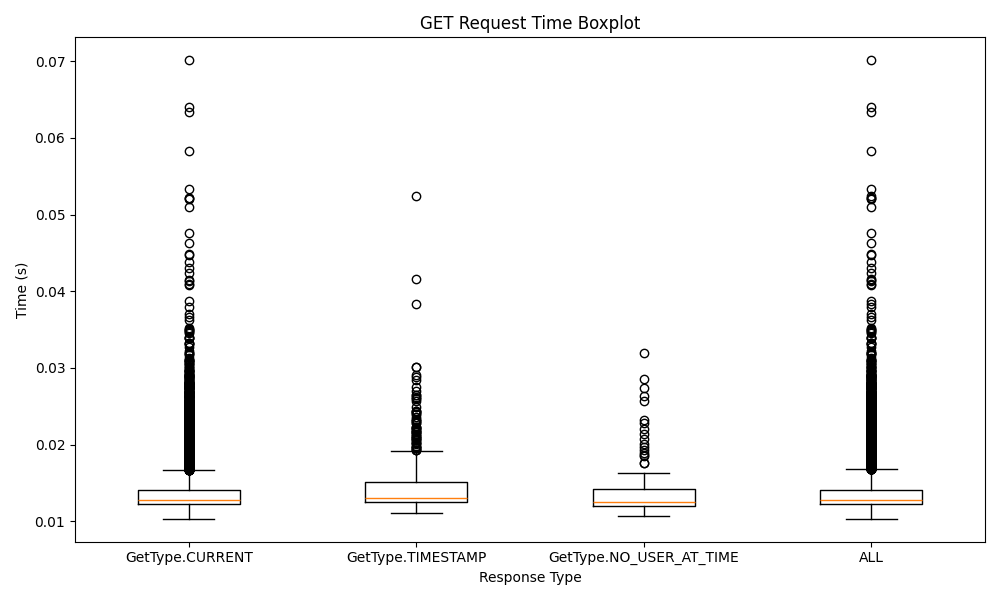 GET Request Time Boxplot
0.07
0.06
0.05
0.04
0.03
0.02
0.01
Time (s)
GetType.CURRENT
GetType.TIMESTAMP
GetType.NO_USER_AT_TIME
ALL
Response Type